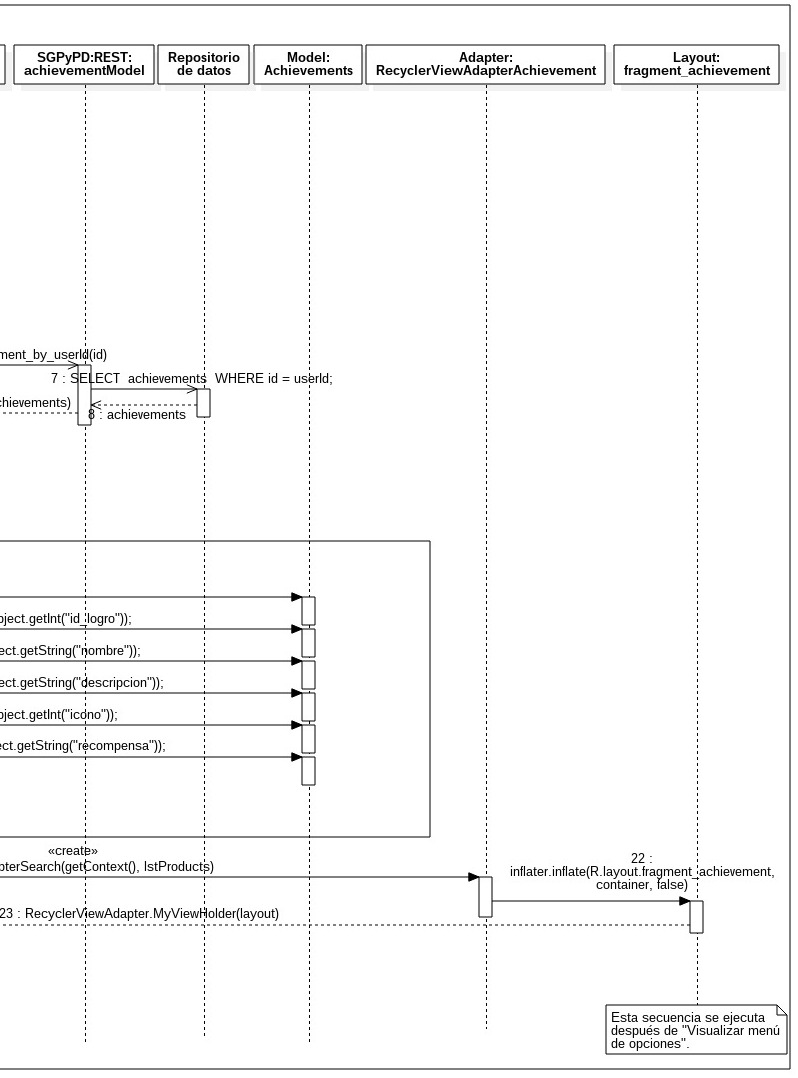 SGPyPD:REST:
achievementModel
Repositorio
de datos
Model:
Achievements
Adapter:
RecyclerViewAdapterAchievement
Layout:
fragment_achievement
ment_by_userId(id)
7 : SELECT achievements WHERE id = userId;
chievements)
8 : achievements
bject.getInt("id_logro"));
ect.getString("nombre"));
ect.getString("descripcion"));
bject.getInt("icono"));
ect.getString("recompensa"));
«create»
pterSearch(getContext(), lstProducts)
22 :
inflater.inflate(R.layout.fragment_achievement,
container, false)
23 : RecyclerViewAdapter.MyViewHolder(layout)
Esta secuencia se ejecuta
después de "Visualizar menú
de opciones".